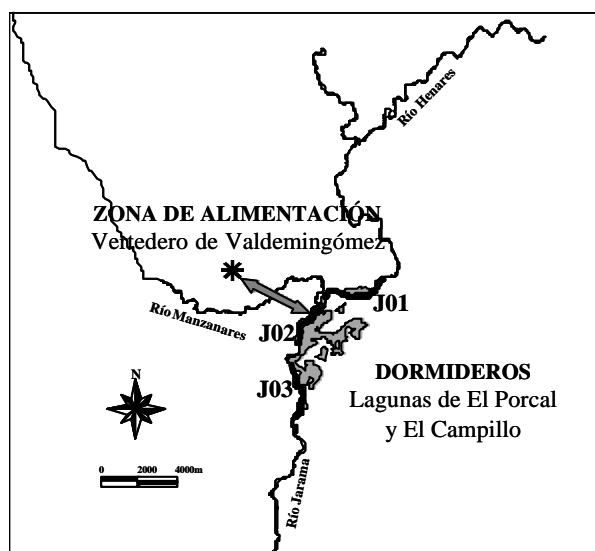 Río Henares
ZONA DE ALIMENTACIÓN
Vertedero de Valdemingómez
J01
Río Manzanares
J02
DORMIDEROS
J03
Lagunas de El Porcal
y El Campillo
N
0 2000 4000m
Río Jarama